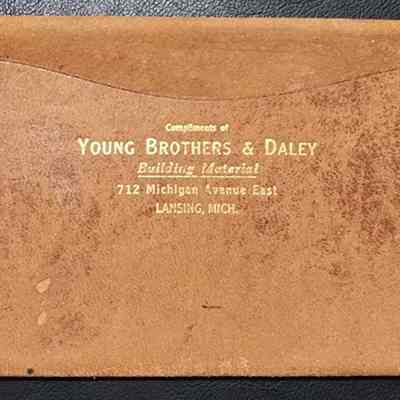 Compliments of
YOUNG BROTHERS & DALEY
Building Material
712 Michigan Avenue East
LANSING, MICH.